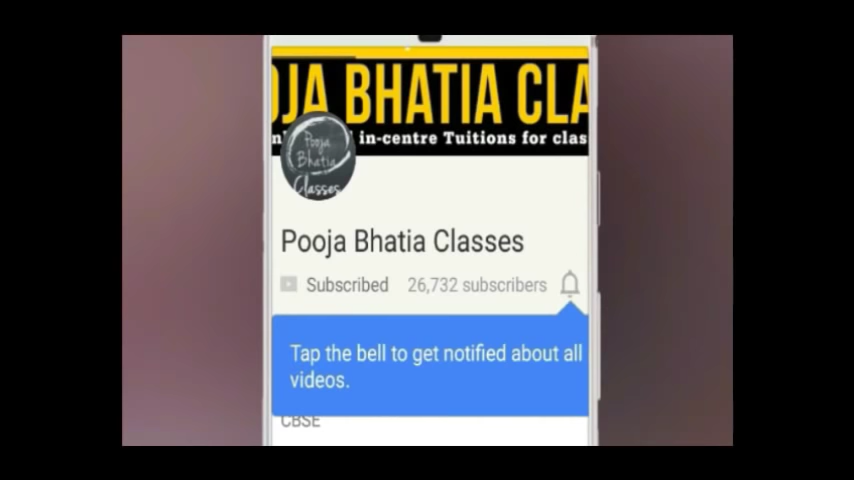 OJA BHATIA CLA
in-centre Tuitions for clas
Pooja
Bhatia
Classes
Pooja Bhatia Classes
Subscribed 26,732 subscribers
Tap the bell to get notified about all
videos.
CBSE